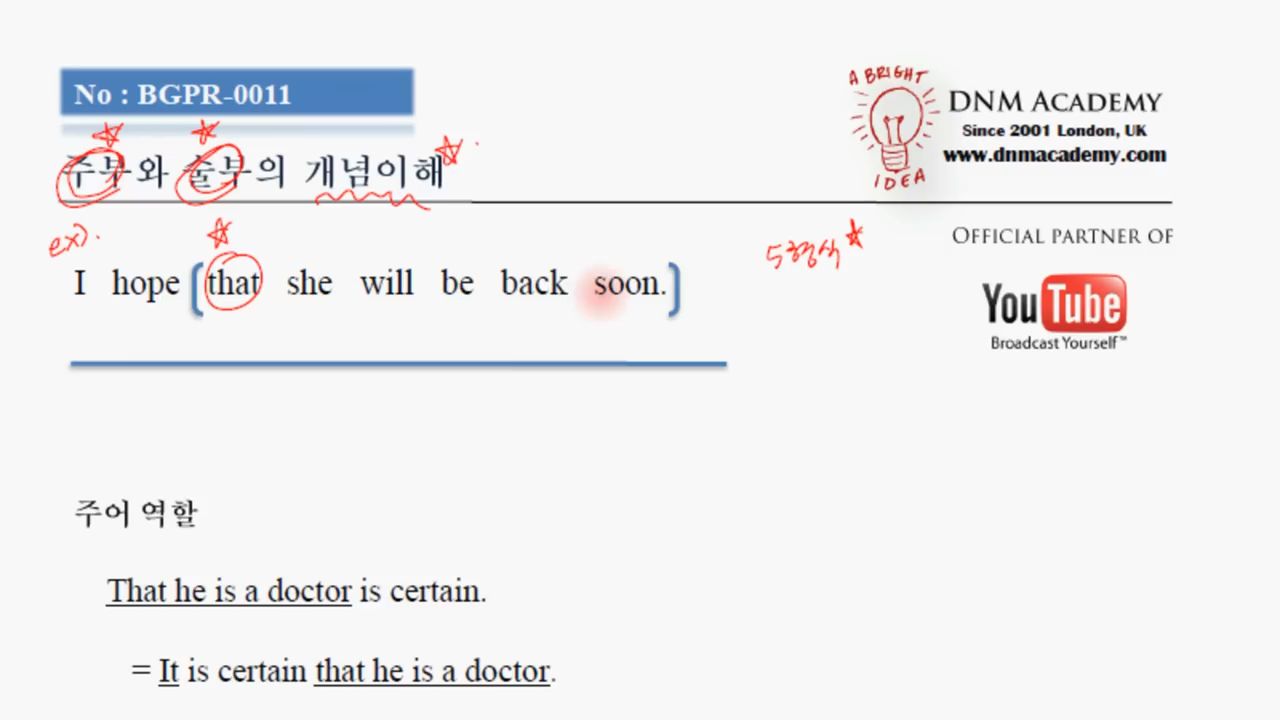 No : BGPR-0011
주부와 술부의 개념이해
A BRIGHT
IDEA
DNM ACADEMY
Since 2001 London, UK
www.dnmacademy.com
ex).
I hope [that she will be back soon.]
5형식
OFFICIAL PARTNER OF
YouTube
Broadcast Yourself™
주어 역할
That he is a doctor is certain.
= It is certain that he is a doctor.